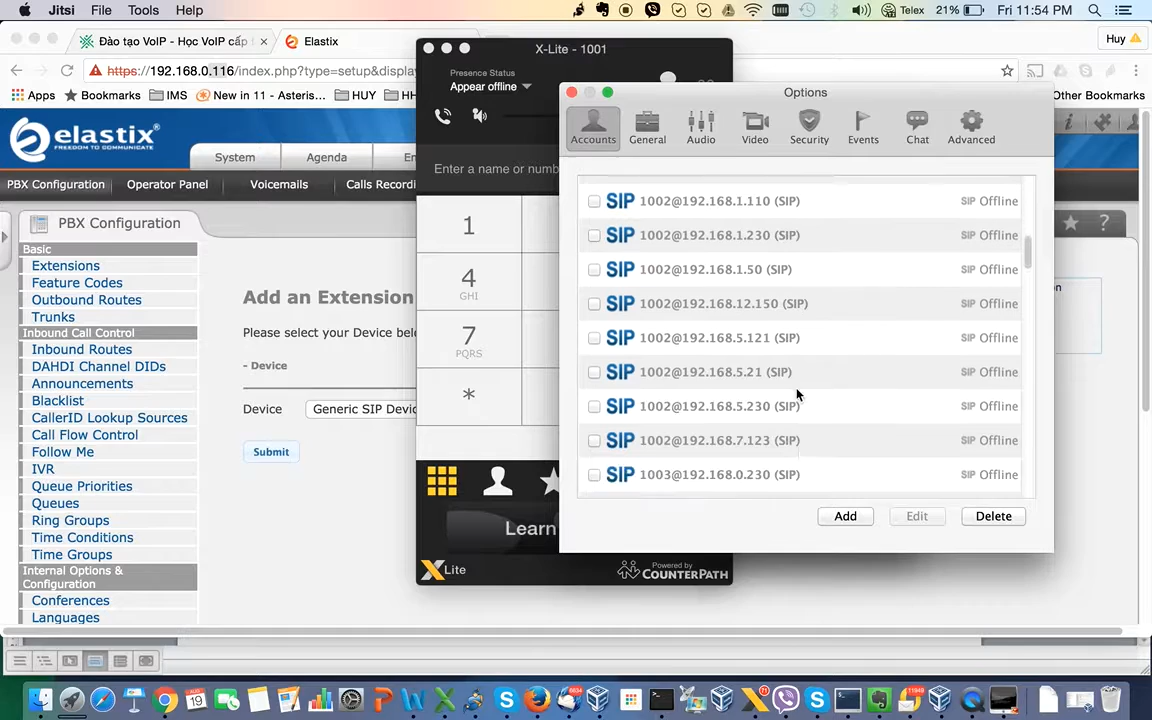 Jitsi File Tools Help
Telex 21% Fri 11:54 PM
Đào tạo VoIP - Học VoIP cấp
Elastix
Huy
https://192.168.0.116/index.php?type=setup&display
Apps Bookmarks IMS New in 11 - Asteris... HUY HH
Other Bookmarks
elastix®
FREEDOM TO COMMUNICATE
System Agenda
PBX Configuration Operator Panel Voicemails Calls Recordi
PBX Configuration
Basic
Extensions
Feature Codes
Outbound Routes
Trunks
Inbound Call Control
Inbound Routes
DAHDI Channel DIDs
Announcements
Blacklist
CallerID Lookup Sources
Call Flow Control
Follow Me
IVR
Queue Priorities
Queues
Ring Groups
Time Conditions
Time Groups
Internal Options &
Configuration
Conferences
Languages
Add an Extension
Please select your Device bel
- Device
Device Generic SIP Devic
Submit
X-Lite - 1001
Presence Status
Appear offline
Enter a name or numb
1
4
GHI
7
PQRS
*
Learn
X Lite
Powered by
COUNTERPATH
Options
Accounts General Audio Video Security Events Chat Advanced
SIP 1002@192.168.1.110 (SIP) SIP Offline
SIP 1002@192.168.1.230 (SIP) SIP Offline
SIP 1002@192.168.1.50 (SIP) SIP Offline
SIP 1002@192.168.12.150 (SIP) SIP Offline
SIP 1002@192.168.5.121 (SIP) SIP Offline
SIP 1002@192.168.5.21 (SIP) SIP Offline
SIP 1002@192.168.5.230 (SIP) SIP Offline
SIP 1002@192.168.7.123 (SIP) SIP Offline
SIP 1003@192.168.0.230 (SIP) SIP Offline
Add Edit Delete